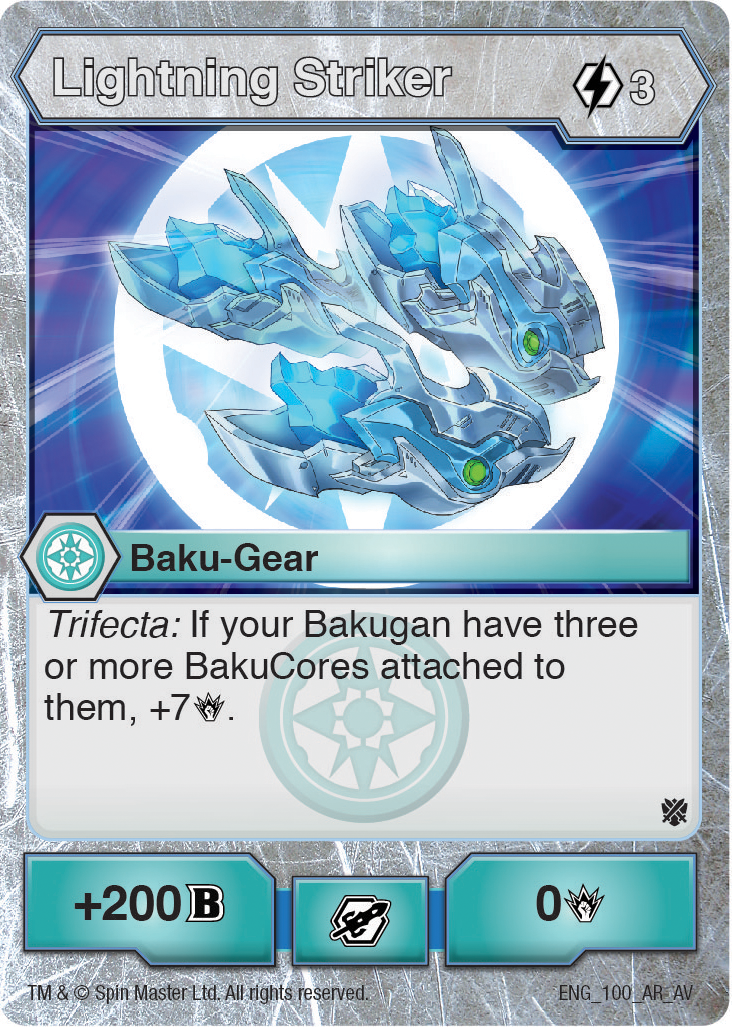 Lightning Striker
3
Baku-Gear
Trifecta: If your Bakugan have three
or more BakuCores attached to
them, +7.
+200B
0
TM & © Spin Master Ltd. All rights reserved.
ENG_100_AR_AV